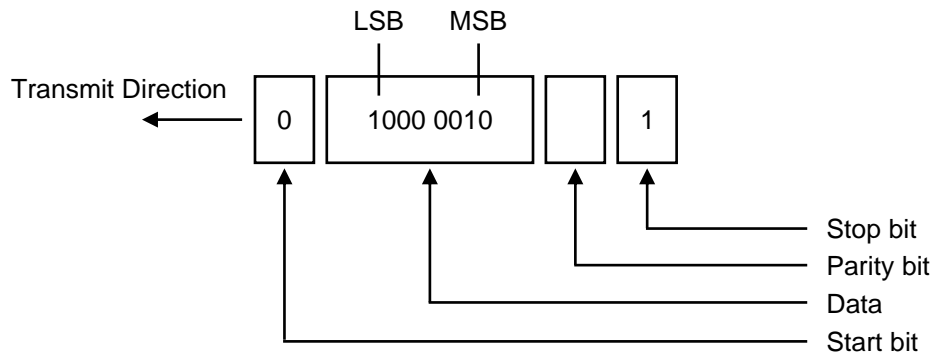 LSB MSB
Transmit Direction
0 1000 0010 1
Stop bit
Parity bit
Data
Start bit